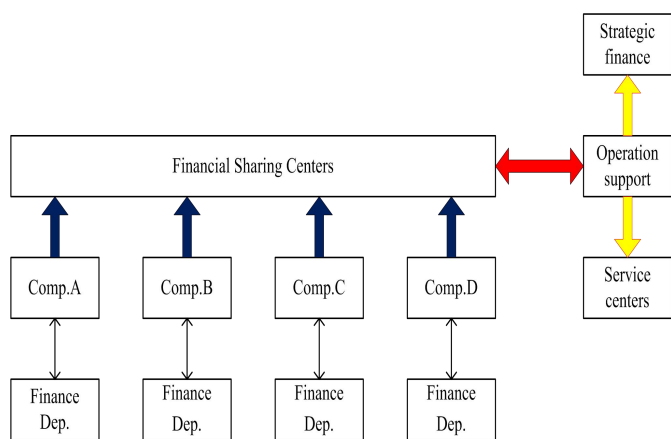 Strategic
finance
Financial Sharing Centers
Operation
support
Comp.A
Comp.B
Comp.C
Comp.D
Service
centers
Finance
Dep.
Finance
Dep.
Finance
Dep.
Finance
Dep.